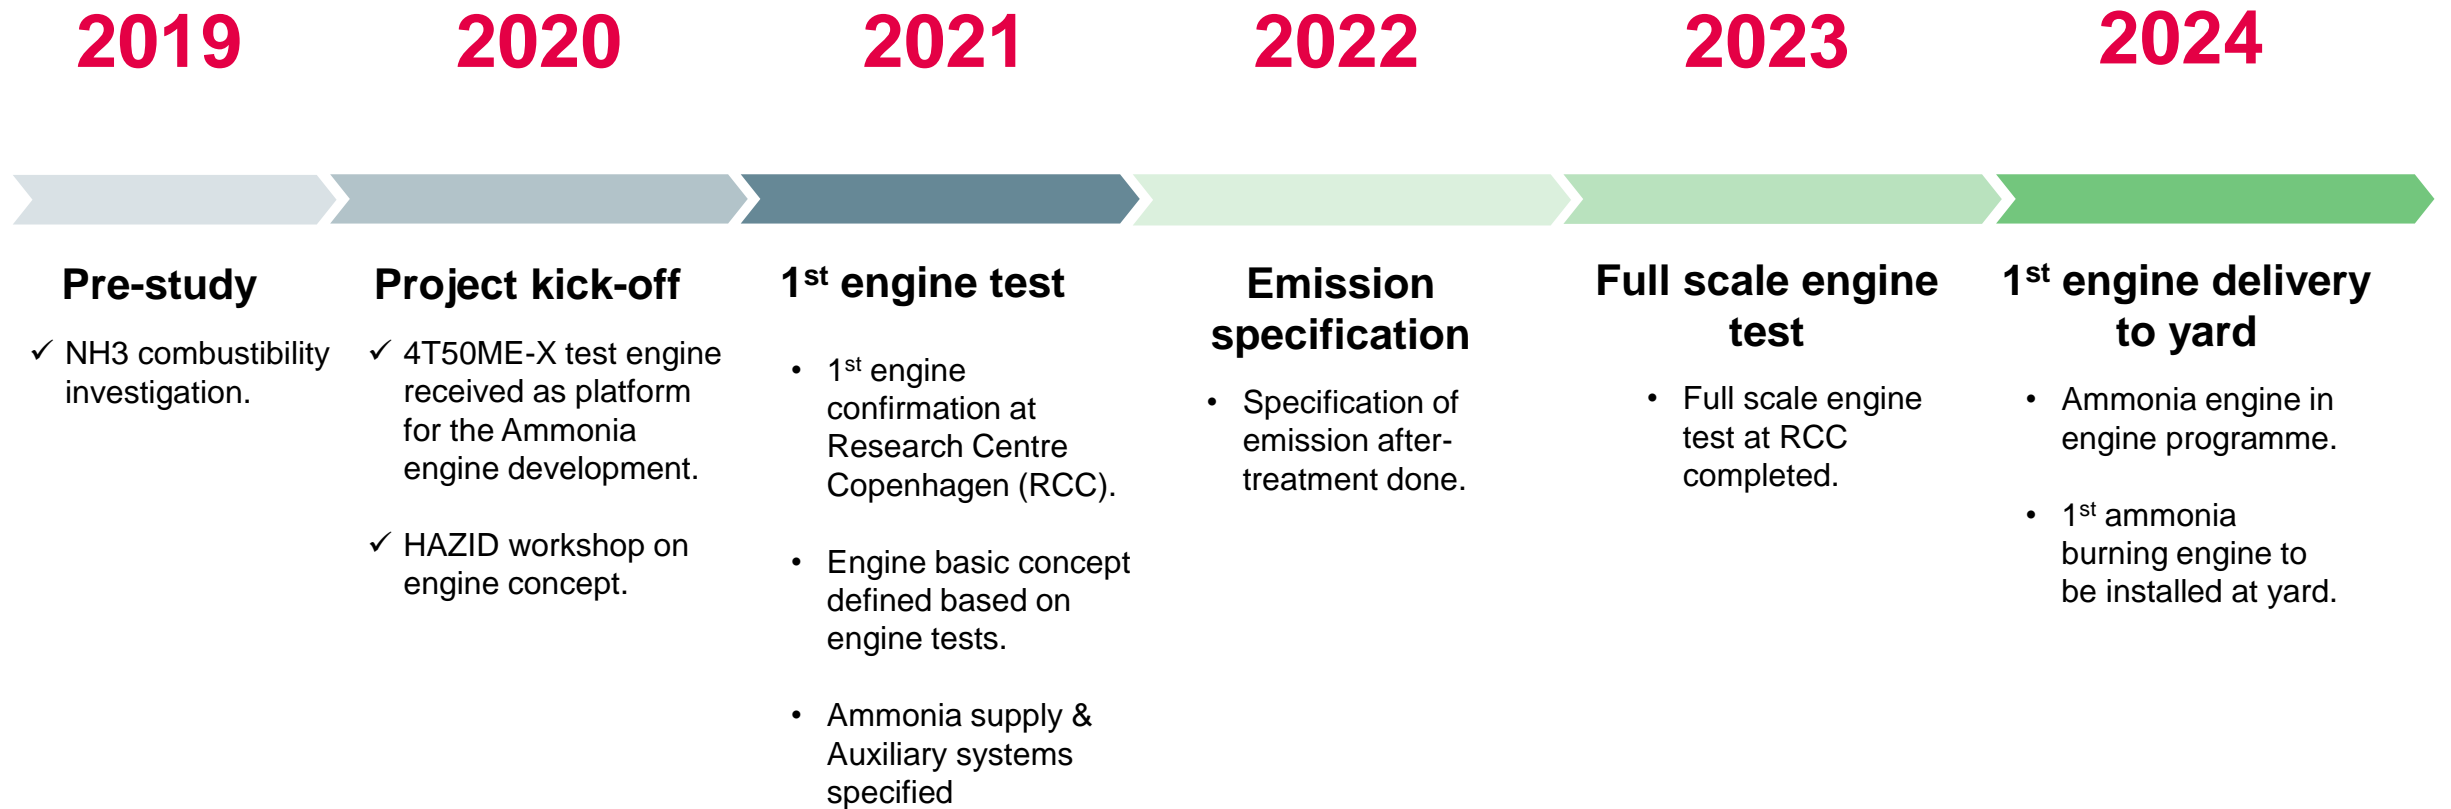 2019
2020
2021
2022
2023
2024
Pre-study
✓ NH3 combustibility
investigation.
Project kick-off
✓ 4T50ME-X test engine
received as platform
for the Ammonia
engine development.
✓ HAZID workshop on
engine concept.
1st engine test
• 1st engine
confirmation at
Research Centre
Copenhagen (RCC).
• Engine basic concept
defined based on
engine tests.
• Ammonia supply &
Auxiliary systems
specified
Emission
specification
• Specification of
emission after-
treatment done.
Full scale engine
test
• Full scale engine
test at RCC
completed.
1st engine delivery
to yard
• Ammonia engine in
engine programme.
• 1st ammonia
burning engine to
be installed at yard.